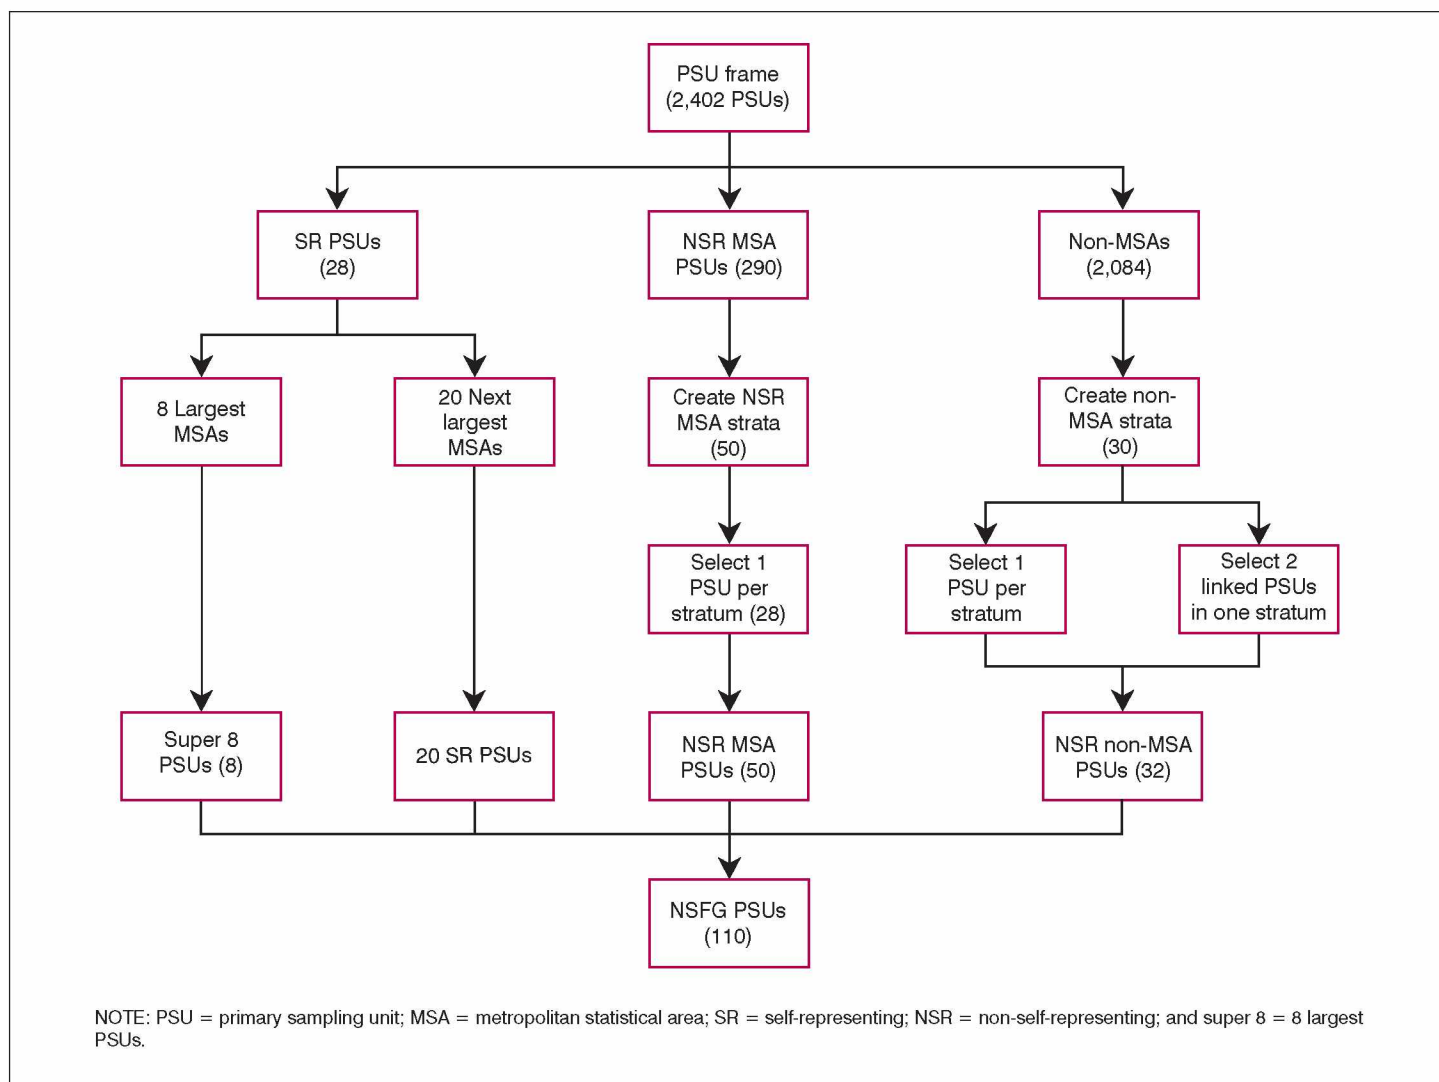 PSU frame
(2,402 PSUs)
SR PSUs
(28)
NSR MSA
PSUs (290)
Non-MSAs
(2,084)
8 Largest
MSAs
20 Next
largest
MSAs
Create NSR
MSA strata
(50)
Create non-
MSA strata
(30)
Select 1
PSU per
stratum (28)
Select 1
PSU per
stratum
Select 2
linked PSUs
in one stratum
Super 8
PSUs (8)
20 SR PSUs
NSR MSA
PSUs (50)
NSR non-MSA
PSUs (32)
NSFG PSUs
(110)
NOTE: PSU = primary sampling unit; MSA = metropolitan statistical area; SR = self-representing; NSR = non-self-representing; and super 8 = 8 largest
PSUs.